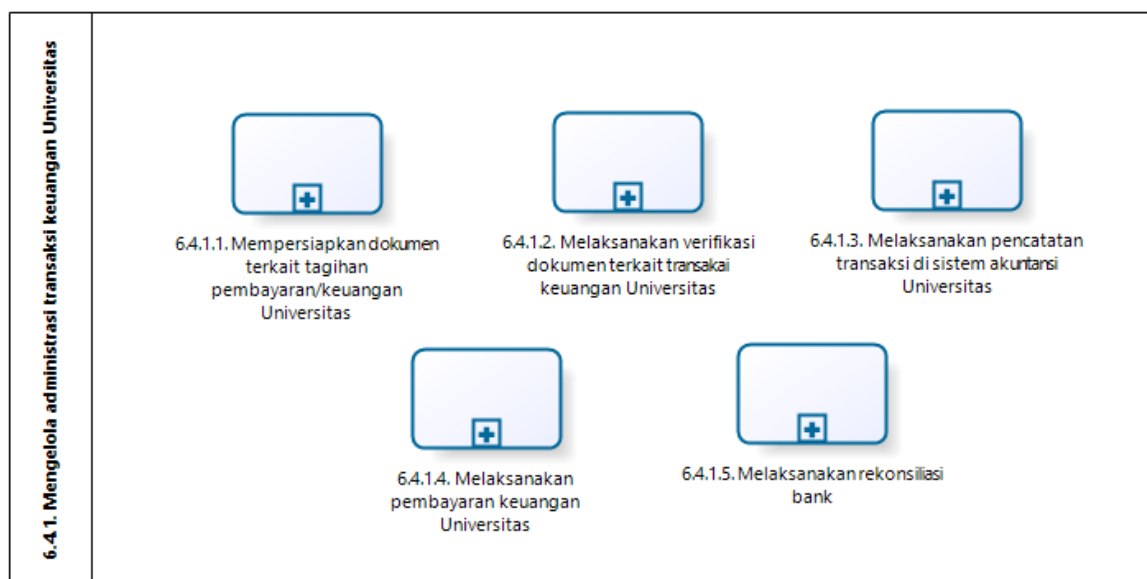 6.4.1. Mengelola administrasi transaksi keuangan Universitas
6.4.1.1. Mempersiapkan dokumen
terkait tagihan
pembayaran/keuangan
Universitas
6.4.1.2. Melaksanakan verifikasi
dokumen terkait transakai
keuangan Universitas
6.4.1.3. Melaksanakan pencatatan
transaksi di sistem akuntansi
Universitas
6.4.1.4. Melaksanakan
pembayaran keuangan
Universitas
6.4.1.5. Melaksanakan rekonsiliasi
bank